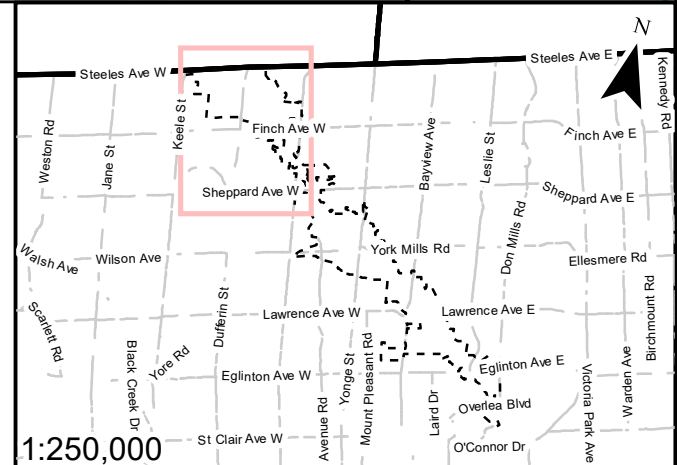 N
Steeles Ave W
Steeles Ave E
Kennedy Rd
Weston Rd
Jane St
Keele St
Finch Ave W
Bayview Ave
Leslie St
Finch Ave E
Sheppard Ave W
Sheppard Ave E
Don Mills Rd
Walsh Ave
Wilson Ave
York Mills Rd
Ellesmere Rd
Scarlett Rd
Dufferin St
Lawrence Ave W
Lawrence Ave E
Birchmount Rd
Black Creek Dr
Yore Rd
Eglinton Ave W
Avenue Rd
Yonge St
Mount Pleasant Rd
Laird Dr
Eglinton Ave E
Overlea Blvd
Victoria Park Ave
Warden Ave
St Clair Ave W
O'Connor Dr
1:250,000